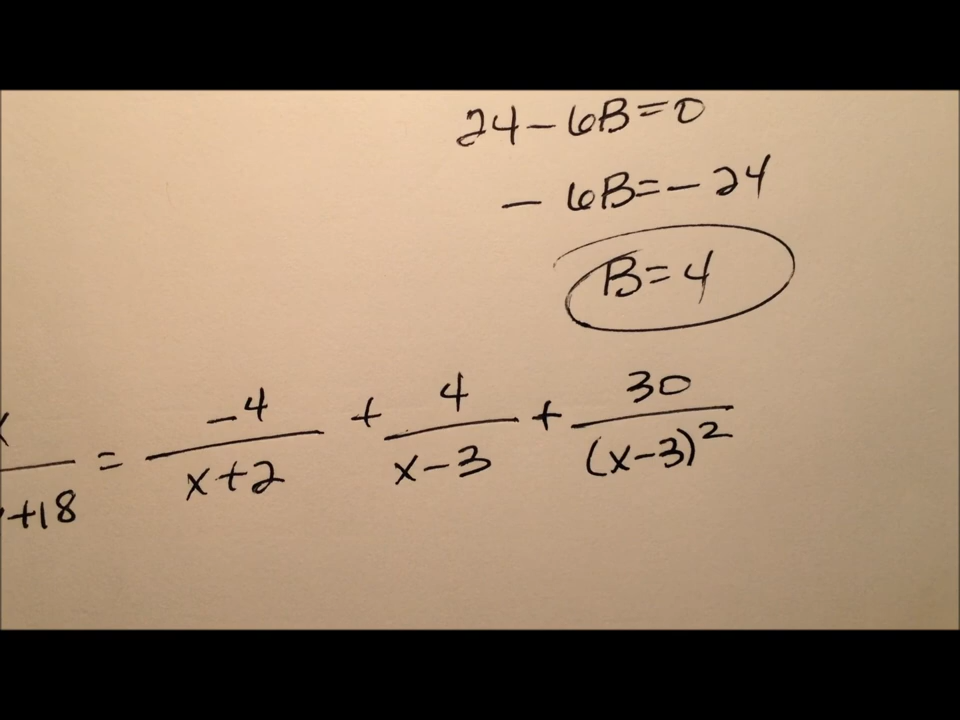 24 - 6B = 0
- 6B = - 24
B = 4
x / +18 = -4 / x+2 + 4 / x-3 + 30 / (x-3)²